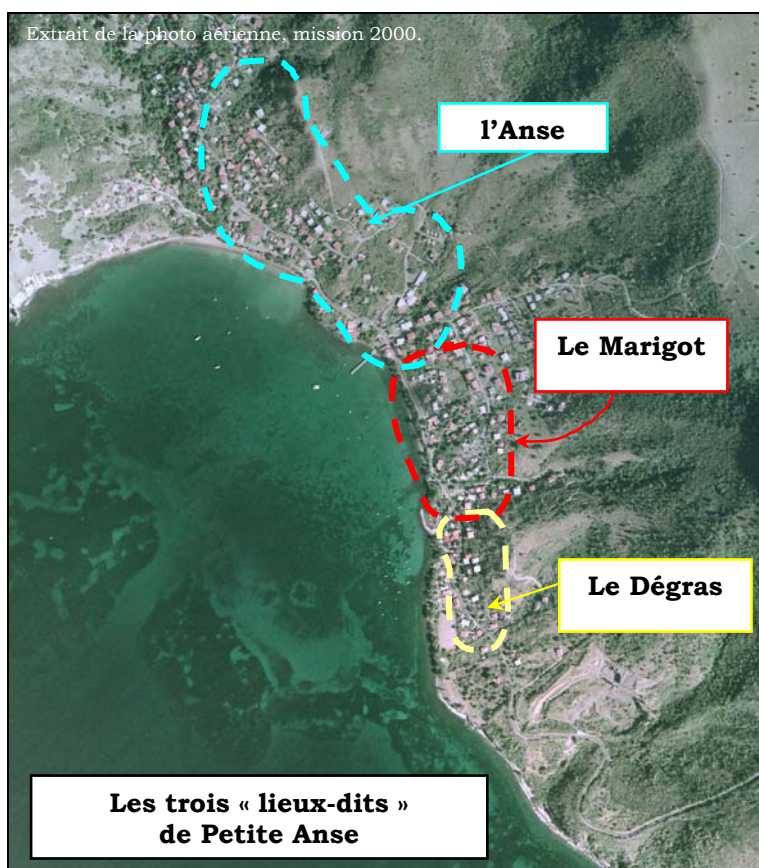 Extrait de la photo aérienne, mission 2000.
l’Anse
Le Marigot
Le Dégras
Les trois « lieux-dits »
de Petite Anse